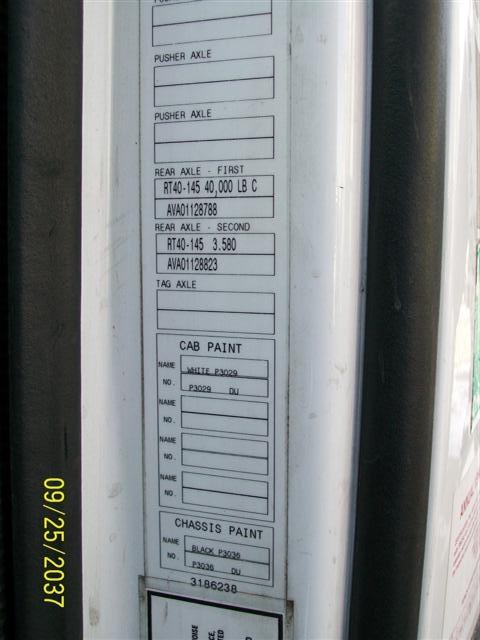 PUSHER AXLE
PUSHER AXLE
REAR AXLE - FIRST
RT40-145 40,000 LB C
AVA01128788
REAR AXLE - SECOND
RT40-145 3.580
AVA01128823
TAG AXLE
CAB PAINT
NAME WHITE P3029
NO. P3029 DU
NAME
NO.
NAME
NO.
NAME
NO.
CHASSIS PAINT
NAME BLACK P3036
NO. P3036 DU
3186238
09/25/2037